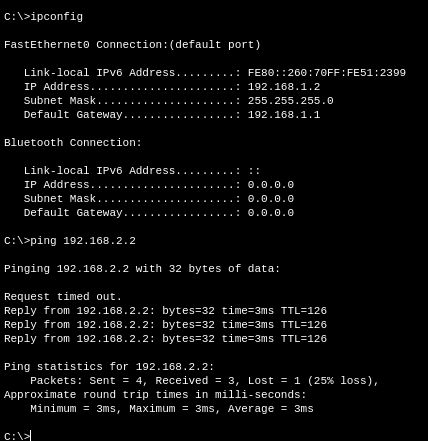 C:\>ipconfig
FastEthernet0 Connection:(default port)
Link-local IPv6 Address.........: FE80::260:70FF:FE51:2399
IP Address......................: 192.168.1.2
Subnet Mask.....................: 255.255.255.0
Default Gateway.................: 192.168.1.1
Bluetooth Connection:
Link-local IPv6 Address.........: ::
IP Address......................: 0.0.0.0
Subnet Mask.....................: 0.0.0.0
Default Gateway.................: 0.0.0.0
C:\>ping 192.168.2.2
Pinging 192.168.2.2 with 32 bytes of data:
Request timed out.
Reply from 192.168.2.2: bytes=32 time=3ms TTL=126
Reply from 192.168.2.2: bytes=32 time=3ms TTL=126
Reply from 192.168.2.2: bytes=32 time=3ms TTL=126
Ping statistics for 192.168.2.2:
Packets: Sent = 4, Received = 3, Lost = 1 (25% loss),
Approximate round trip times in milli-seconds:
Minimum = 3ms, Maximum = 3ms, Average = 3ms
C:\>